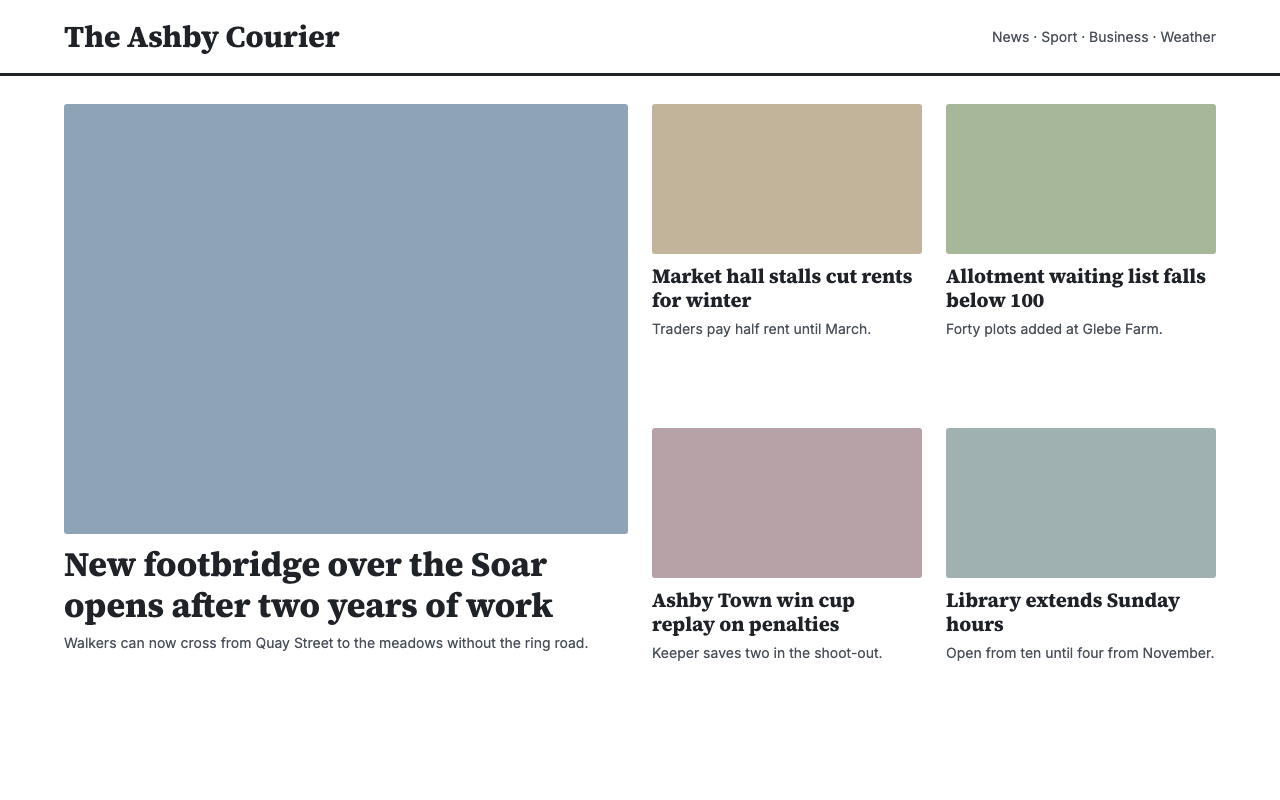 The Ashby Courier
News · Sport · Business · Weather
New footbridge over the Soar
opens after two years of work
Walkers can now cross from Quay Street to the meadows without the ring road.
Market hall stalls cut rents
for winter
Traders pay half rent until March.
Allotment waiting list falls
below 100
Forty plots added at Glebe Farm.
Ashby Town win cup
replay on penalties
Keeper saves two in the shoot-out.
Library extends Sunday
hours
Open from ten until four from November.